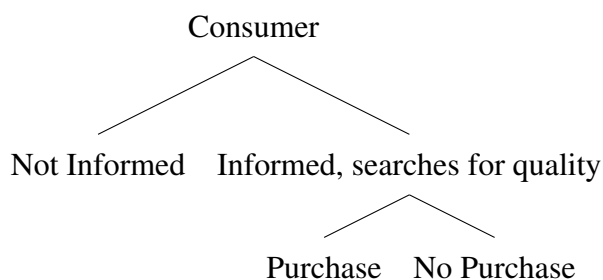 Consumer
Not Informed Informed, searches for quality
Purchase No Purchase